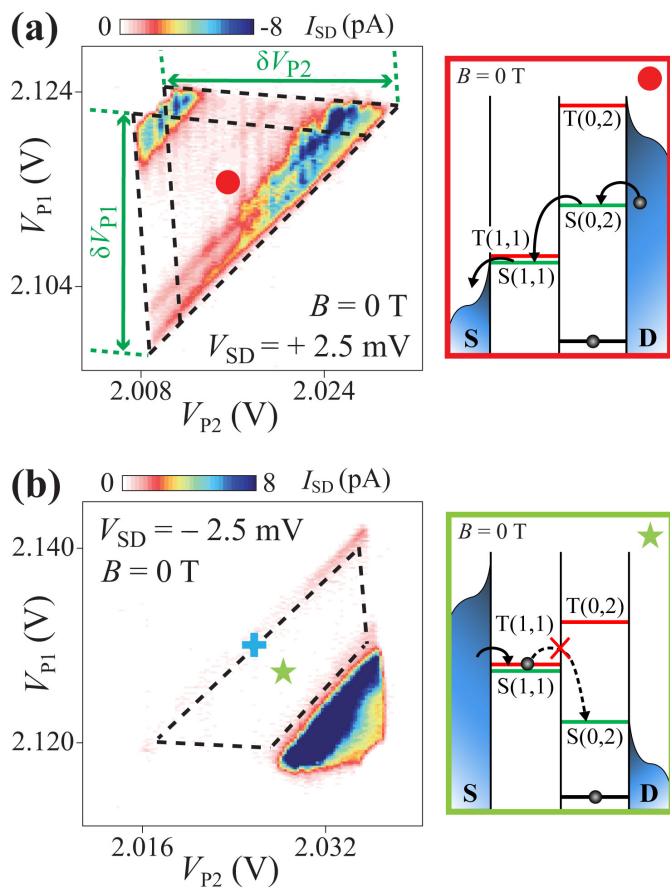 (a)
0 -8 I_SD (pA)
δV_P2
2.124
V_P1 (V)
δV_P1
2.104
B = 0 T
V_SD = + 2.5 mV
2.008 2.024
V_P2 (V)
B = 0 T
T(0,2)
S(0,2)
T(1,1)
S(1,1)
S D
(b)
0 8 I_SD (pA)
V_SD = – 2.5 mV
B = 0 T
2.140
V_P1 (V)
2.120
2.016 2.032
V_P2 (V)
B = 0 T
T(1,1) T(0,2)
S(1,1)
S(0,2)
S D